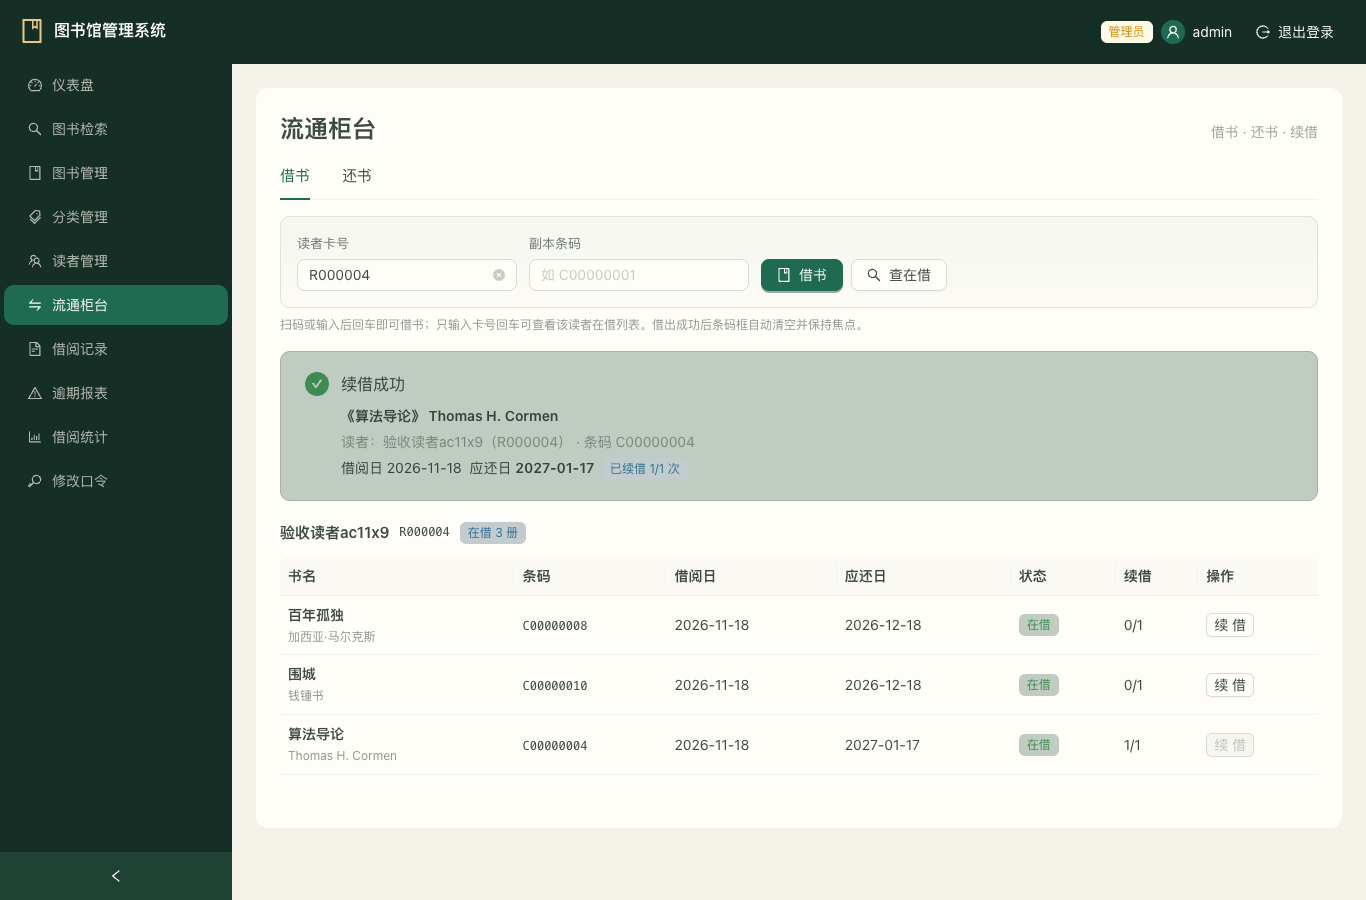 图书馆管理系统
管理员
admin
退出登录
仪表盘
图书检索
图书管理
分类管理
读者管理
流通柜台
借阅记录
逾期报表
借阅统计
修改口令
流通柜台
借书 · 还书 · 续借
借书
还书
读者卡号
副本条码
R000004
如 C00000001
借书
查在借
扫码或输入后回车即可借书；只输入卡号回车可查看该读者在借列表。借出成功后条码框自动清空并保持焦点。
续借成功
《算法导论》 Thomas H. Cormen
读者：验收读者ac11x9（R000004） · 条码 C00000004
借阅日 2026-11-18 应还日 2027-01-17 已续借 1/1 次
验收读者ac11x9 R000004 在借 3 册
书名 条码 借阅日 应还日 状态 续借 操作
百年孤独
加西亚·马尔克斯
C00000008 2026-11-18 2026-12-18 在借 0/1 续 借
围城
钱锺书
C00000010 2026-11-18 2026-12-18 在借 0/1 续 借
算法导论
Thomas H. Cormen
C00000004 2026-11-18 2027-01-17 在借 1/1 续 借